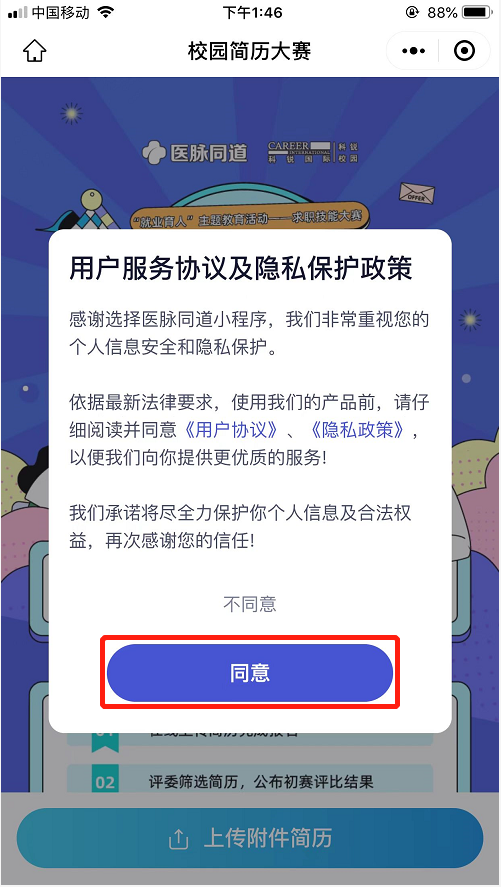 中国移动
下午1:46
88%
校园简历大赛
医脉同道
CAREER
INTERNATIONAL
科锐国际
科锐
校园
OFFER
“就业育人”主题教育活动——求职技能大赛
用户服务协议及隐私保护政策
感谢选择医脉同道小程序，我们非常重视您的
个人信息安全和隐私保护。
依据最新法律要求，使用我们的产品前，请仔
细阅读并同意《用户协议》、《隐私政策》，
以便我们向你提供更优质的服务!
我们承诺将尽全力保护你个人信息及合法权
益，再次感谢您的信任!
不同意
同意
02
评委筛选简历，公布初赛评比结果
上传附件简历